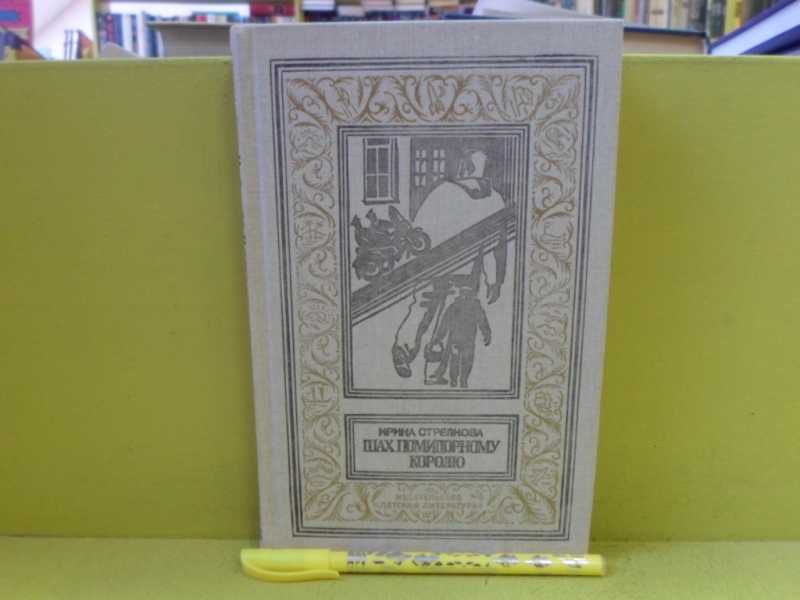 ИРИНА СТРЕЛКОВА
ШАХ ПОМИДОРНОМУ
КОРОЛЮ
ИЗДАТЕЛЬСТВО
«ДЕТСКАЯ ЛИТЕРАТУРА»